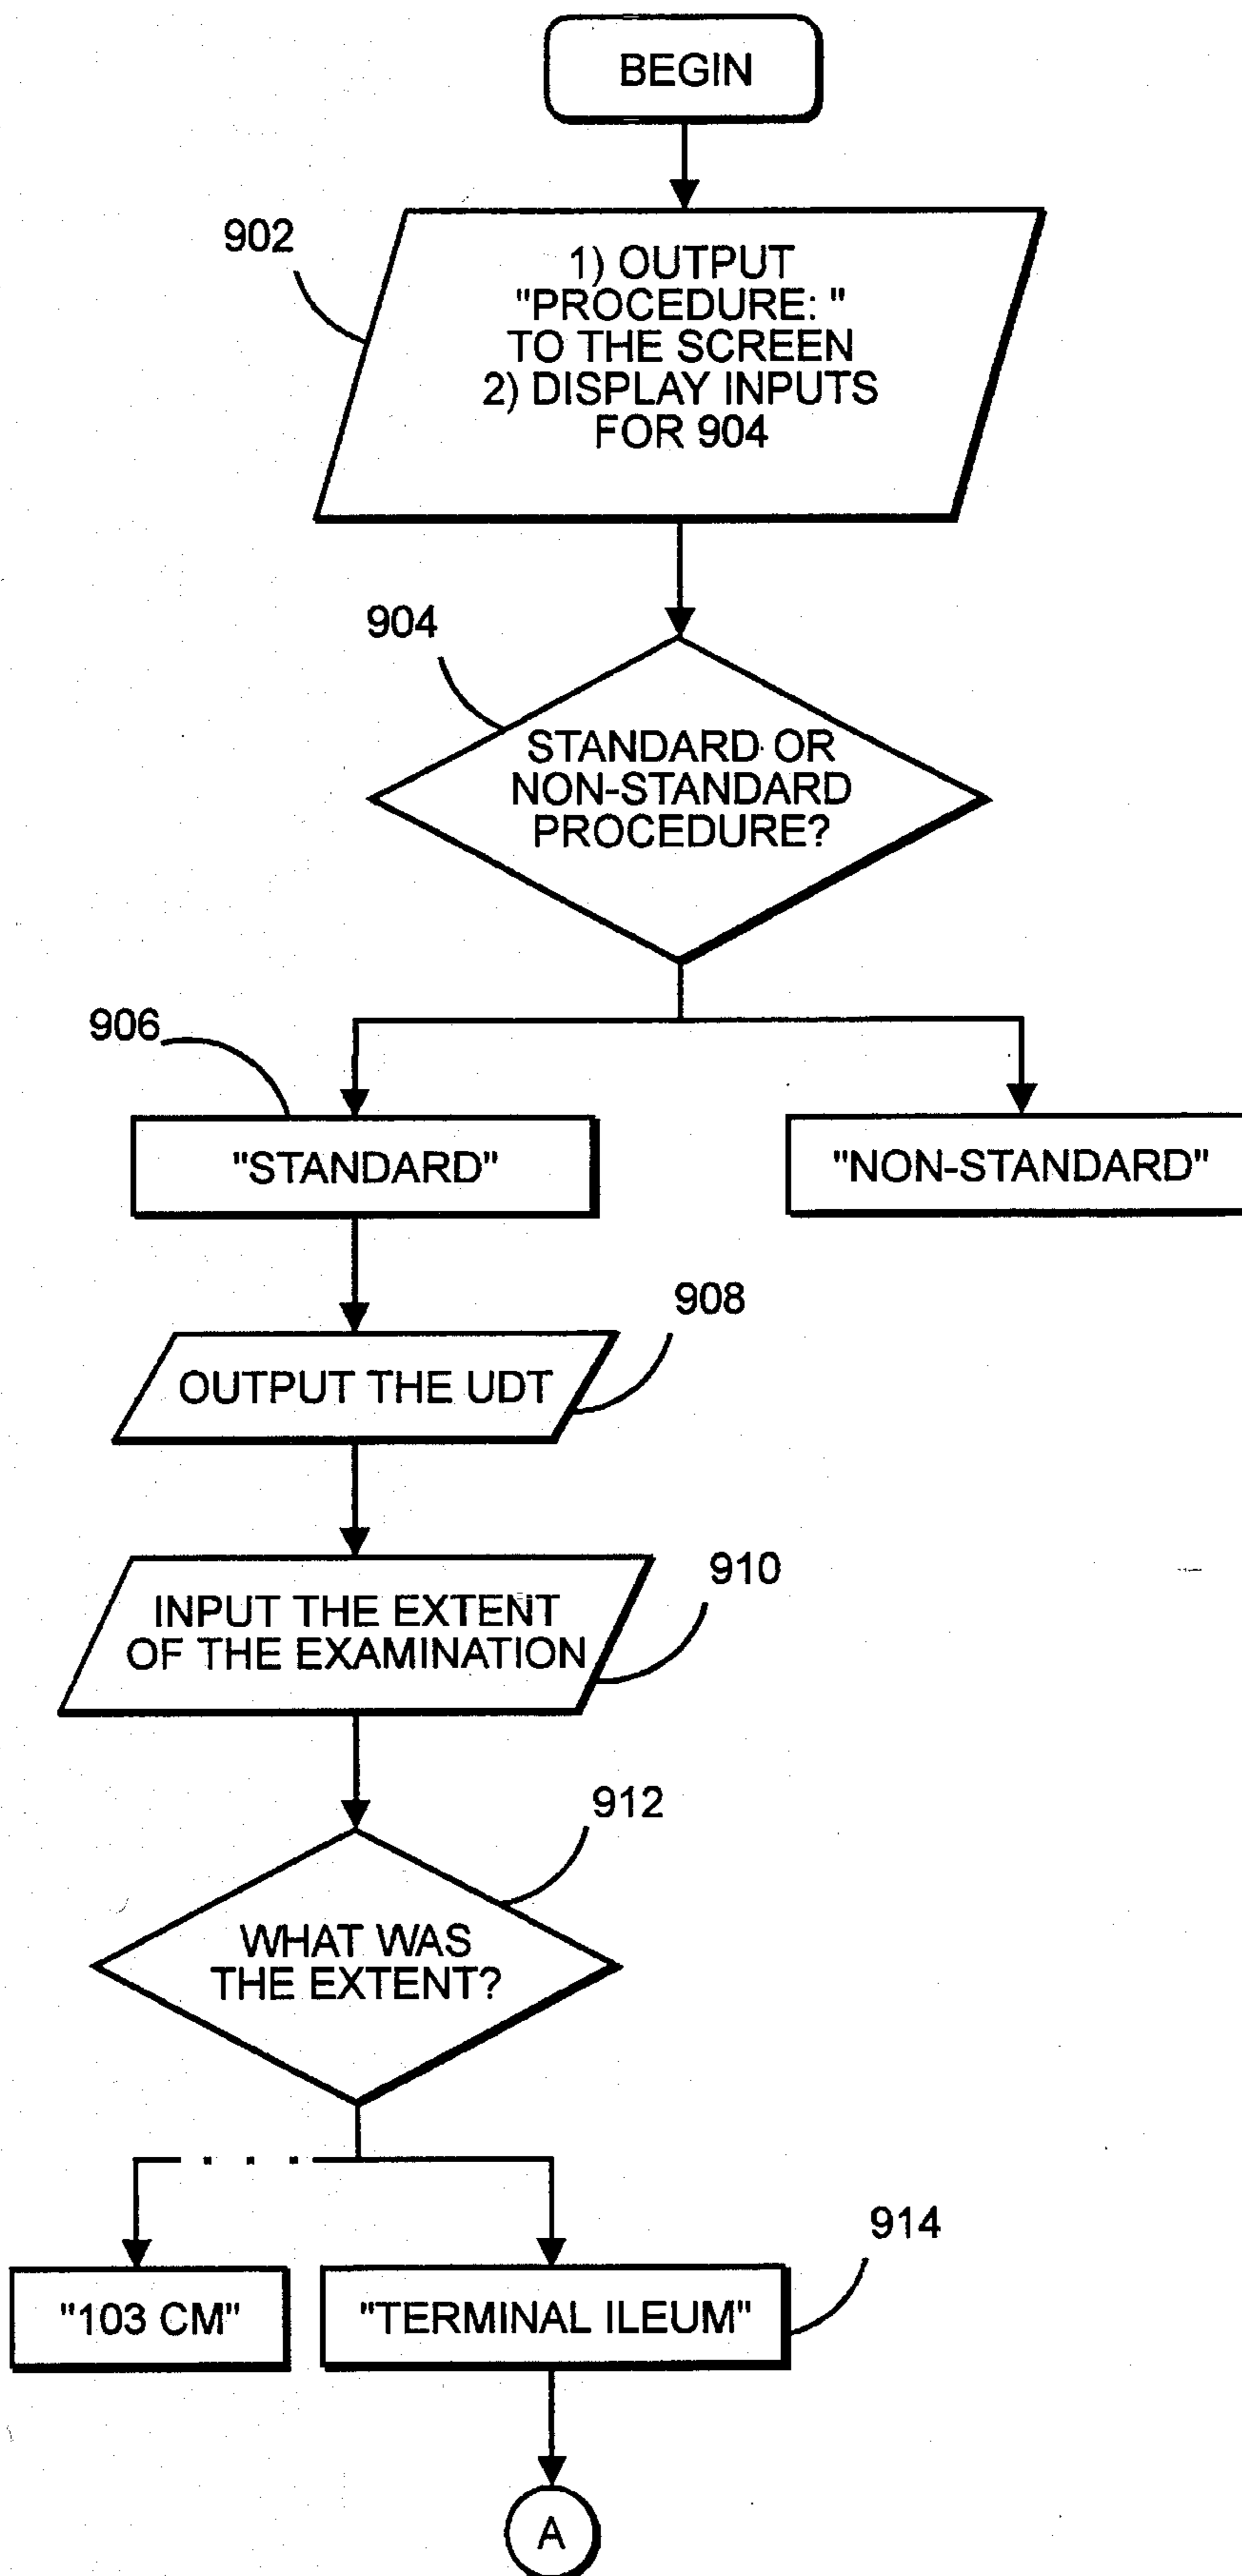 BEGIN
902
1) OUTPUT
"PROCEDURE: "
TO THE SCREEN
2) DISPLAY INPUTS
FOR 904
904
STANDARD OR
NON-STANDARD
PROCEDURE?
906
"STANDARD"
"NON-STANDARD"
908
OUTPUT THE UDT
910
INPUT THE EXTENT
OF THE EXAMINATION
912
WHAT WAS
THE EXTENT?
914
"103 CM"
"TERMINAL ILEUM"
A